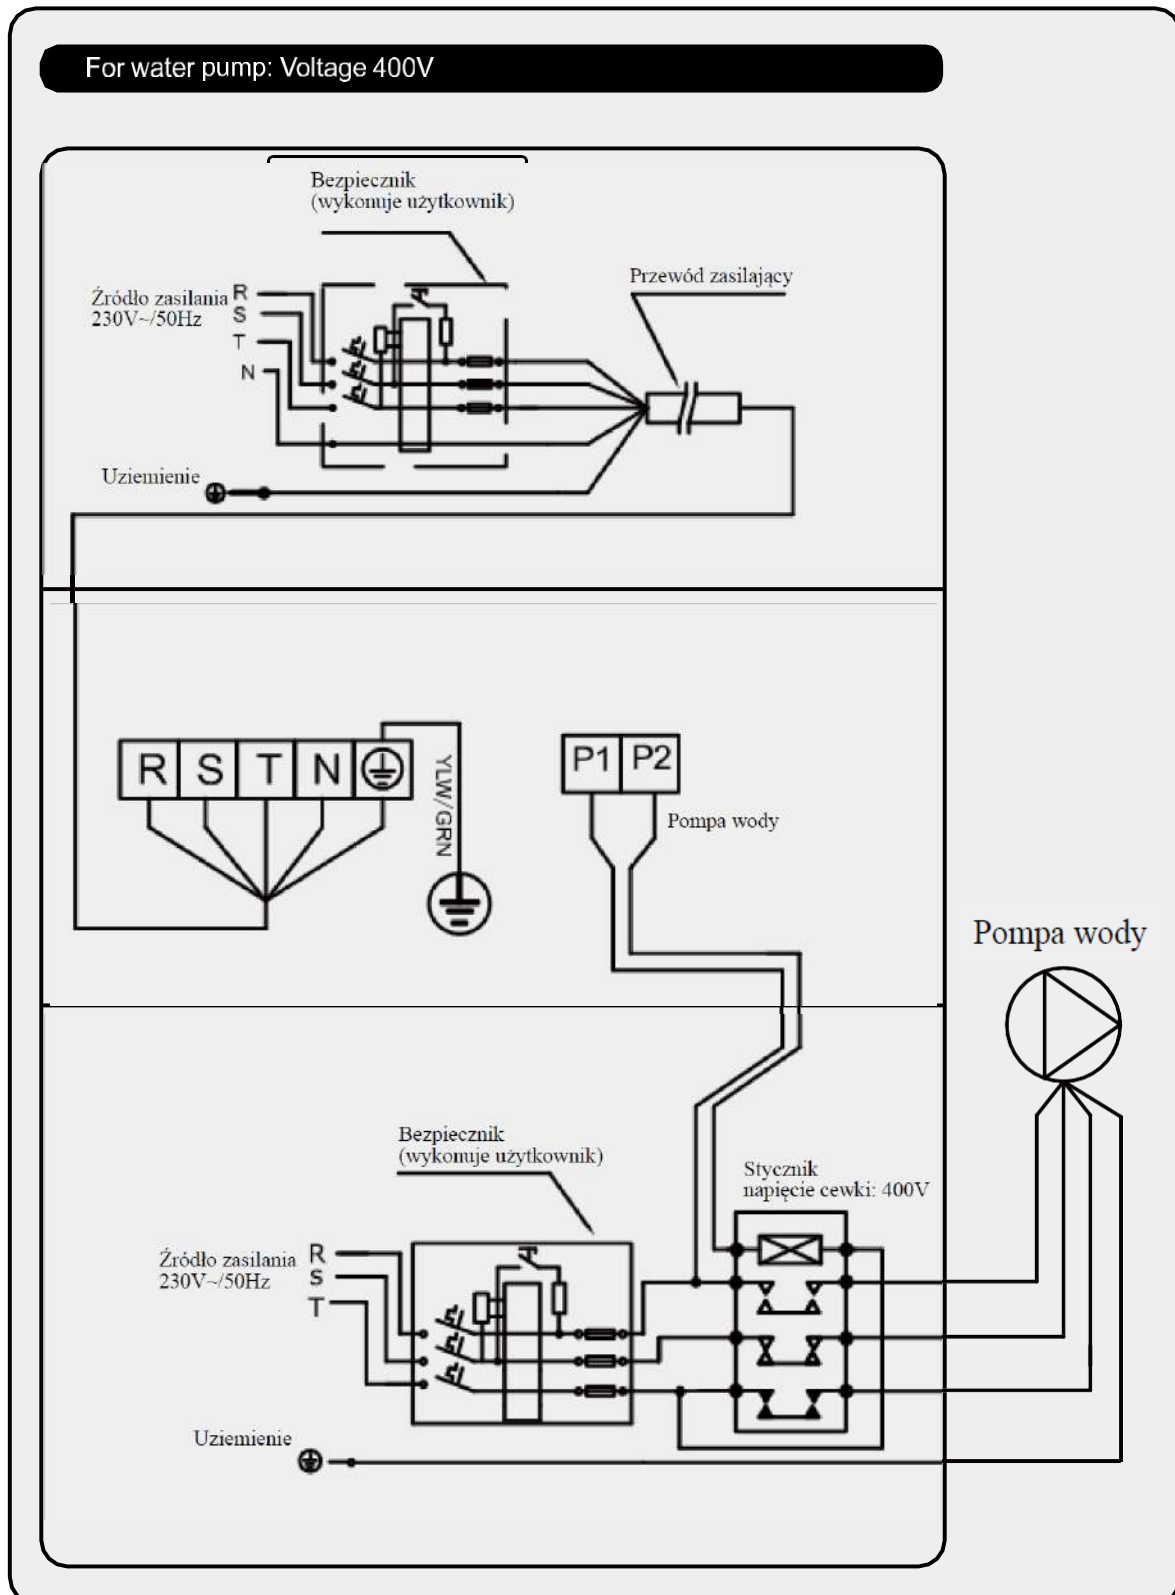 For water pump: Voltage 400V
Bezpiecznik
(wykonuje użytkownik)
Przewód zasilający
Źródło zasilania
230V~/50Hz
R
S
T
N
Uziemienie
R S T N
YLW/GRN
P1 P2
Pompa wody
Pompa wody
Bezpiecznik
(wykonuje użytkownik)
Stycznik
napięcie cewki: 400V
Źródło zasilania
230V~/50Hz
R
S
T
Uziemienie